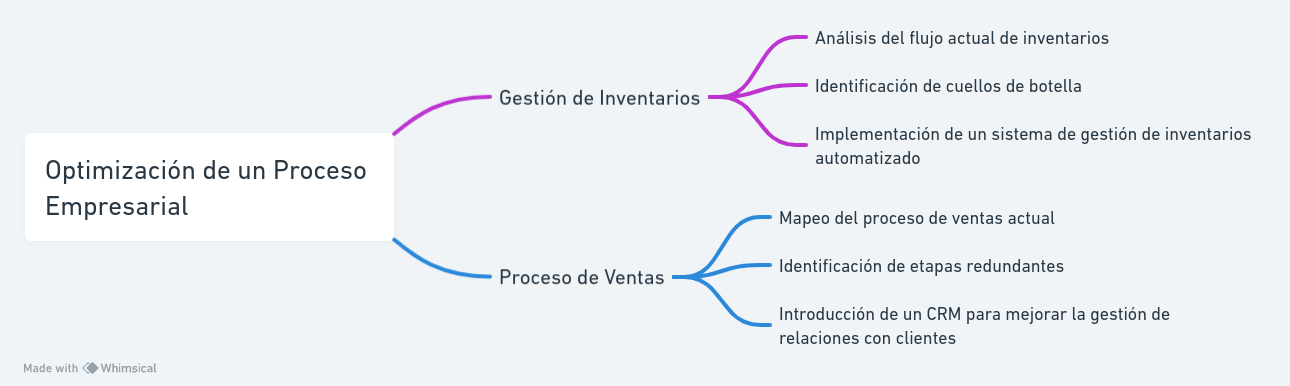 Optimización de un Proceso
Empresarial
Gestión de Inventarios
Análisis del flujo actual de inventarios
Identificación de cuellos de botella
Implementación de un sistema de gestión de inventarios
automatizado
Proceso de Ventas
Mapeo del proceso de ventas actual
Identificación de etapas redundantes
Introducción de un CRM para mejorar la gestión de
relaciones con clientes
Made with Whimsical